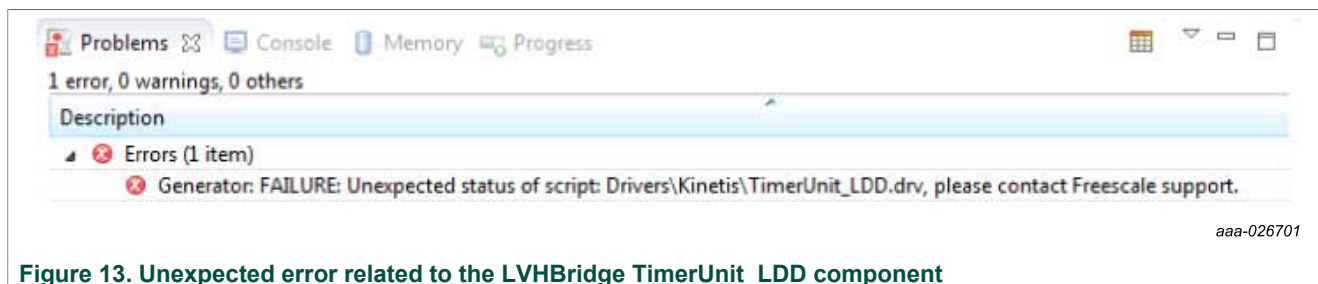 Problems Console Memory Progress
1 error, 0 warnings, 0 others
Description
Errors (1 item)
Generator: FAILURE: Unexpected status of script: Drivers\Kinetis\TimerUnit_LDD.drv, please contact Freescale support.
aaa-026701
Figure 13. Unexpected error related to the LVHBridge TimerUnit_LDD component